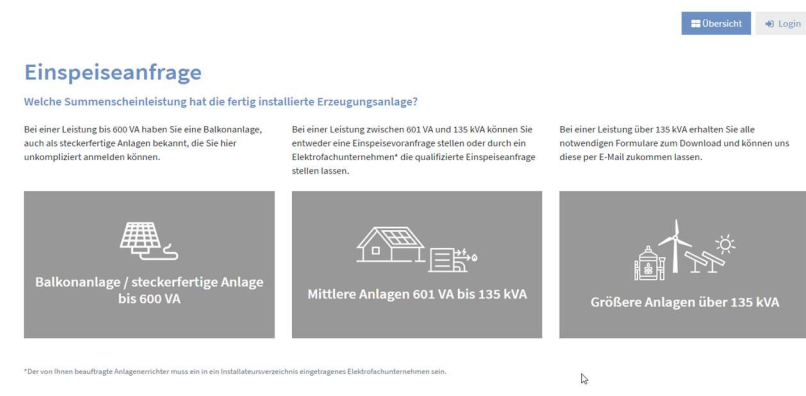 Übersicht
Login
Einspeiseanfrage
Welche Summenscheinleistung hat die fertig installierte Erzeugungsanlage?
Bei einer Leistung bis 600 VA haben Sie eine Balkonanlage,
auch als steckerfertige Anlagen bekannt, die Sie hier
unkompliziert anmelden können.
Bei einer Leistung zwischen 601 VA und 135 kVA können Sie
entweder eine Einspeisevoranfrage stellen oder durch ein
Elektrofachunternehmen* die qualifizierte Einspeiseanfrage
stellen lassen.
Bei einer Leistung über 135 kVA erhalten Sie alle
notwendigen Formulare zum Download und können uns
diese per E-Mail zukommen lassen.
Balkonanlage / steckerfertige Anlage
bis 600 VA
Mittlere Anlagen 601 VA bis 135 kVA
Größere Anlagen über 135 kVA
*Der von Ihnen beauftragte Anlagenerrichter muss ein in ein Installateursverzeichnis eingetragenes Elektrofachunternehmen sein.